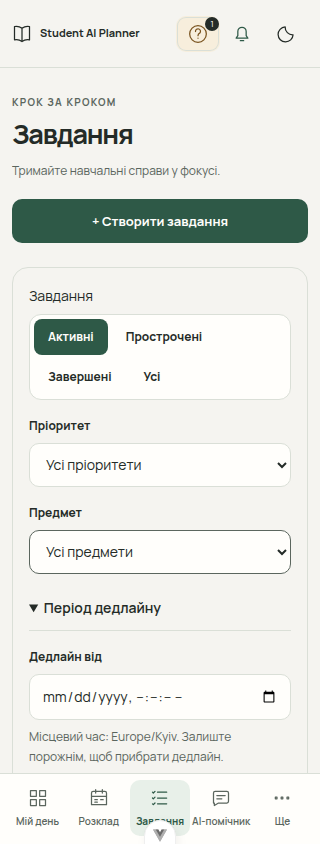 Student AI Planner
1
КРОК ЗА КРОКОМ
Завдання
Тримайте навчальні справи у фокусі.
+ Створити завдання
Завдання
Активні Прострочені
Завершені Усі
Пріоритет
Усі пріоритети
Предмет
Усі предмети
▼ Період дедлайну
Дедлайн від
mm/dd/yyyy, --:-- --
Місцевий час: Europe/Kyiv. Залиште
порожнім, щоб прибрати дедлайн.
Мій день Розклад Завдання AI-помічник Ще